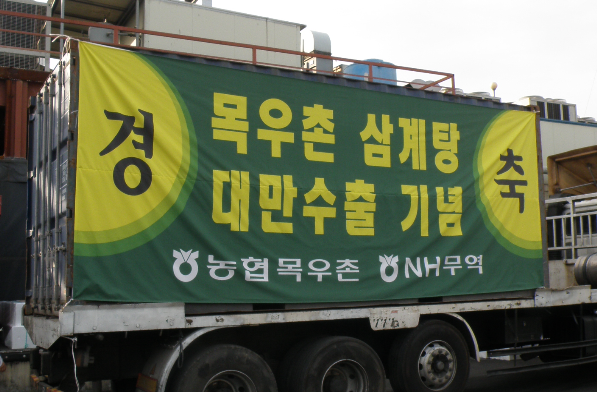 경 축
목우촌 삼계탕
대만수출 기념
농협목우촌 NH무역